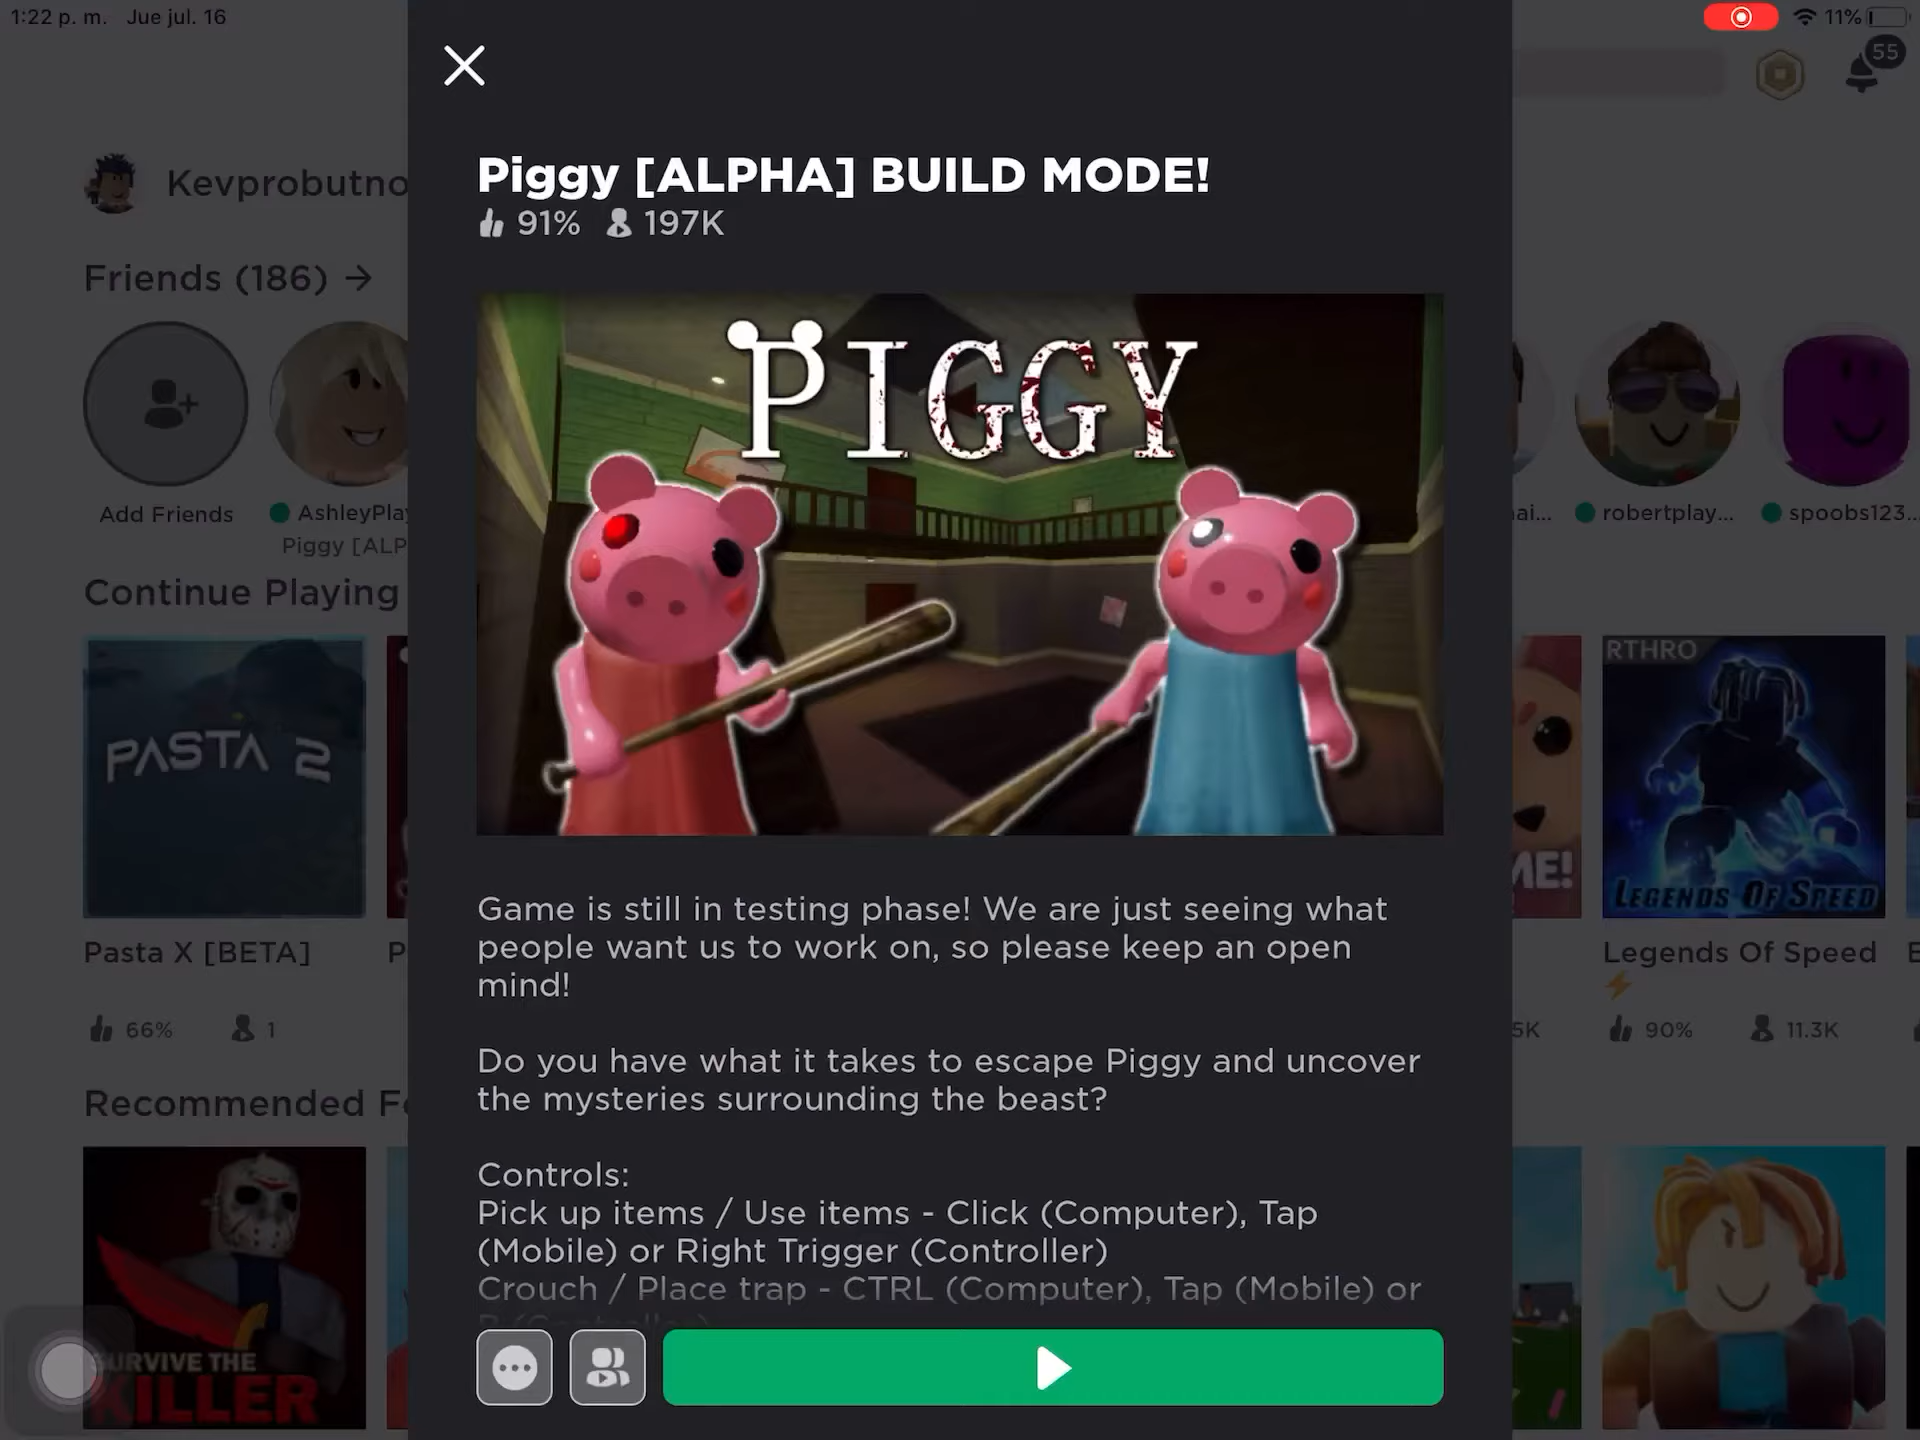 1:22 p. m. Jue jul. 16
11%
55
Kevprobutno
Piggy [ALPHA] BUILD MODE!
91% 197K
Friends (186) →
PIGGY
Add Friends
AshleyPlay
Piggy [ALP
robertplay...
spoobs123...
Continue Playing
PASTA 2
RTHRO
ME!
LEGENDS OF SPEED
Pasta X [BETA]
Legends Of Speed
⚡
66% 1
5K
90% 11.3K
Game is still in testing phase! We are just seeing what
people want us to work on, so please keep an open
mind!
Do you have what it takes to escape Piggy and uncover
the mysteries surrounding the beast?
Recommended Fo
Controls:
Pick up items / Use items - Click (Computer), Tap
(Mobile) or Right Trigger (Controller)
Crouch / Place trap - CTRL (Computer), Tap (Mobile) or
SURVIVE THE
KILLER